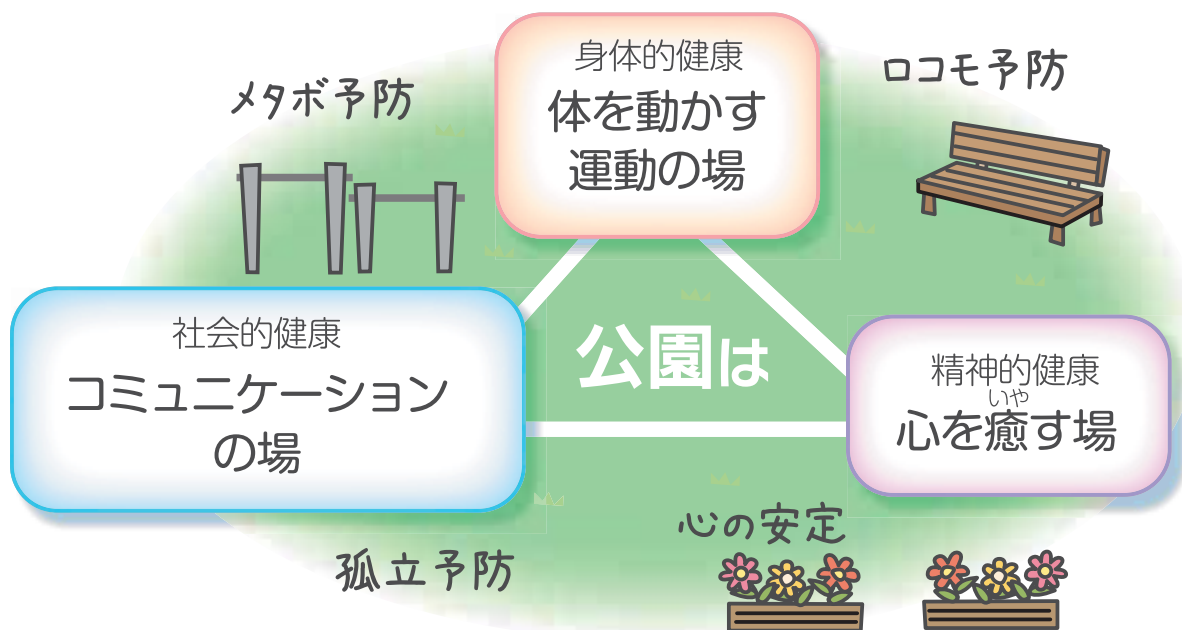 身体的健康
体を動かす
運動の場
メタボ予防
ロコモ予防
社会的健康
コミュニケーション
の場
公園は
精神的健康
いや
心を癒す場
心の安定
孤立予防